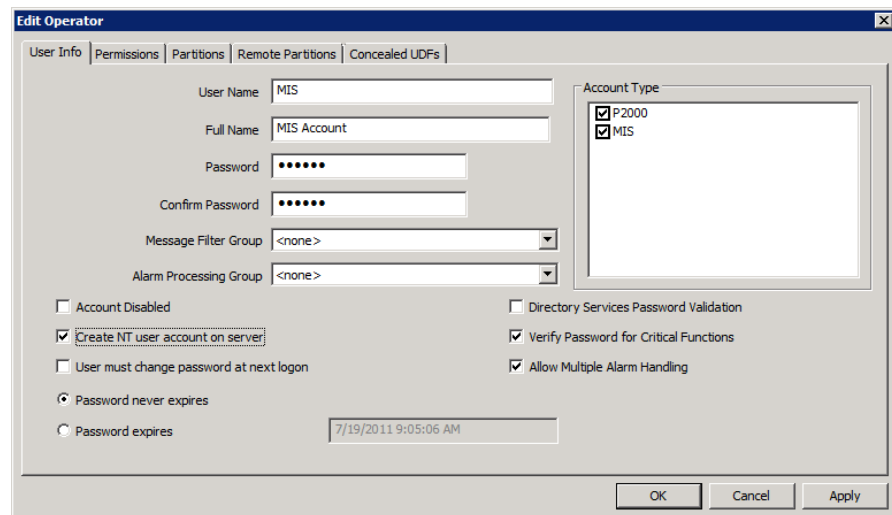 Edit Operator
User Info Permissions Partitions Remote Partitions Concealed UDFs
User Name MIS
Full Name MIS Account
Password ••••••
Confirm Password ••••••
Message Filter Group <none>
Alarm Processing Group <none>
Account Type
P2000
MIS
Account Disabled
Create NT user account on server
User must change password at next logon
Password never expires
Password expires 7/19/2011 9:05:06 AM
Directory Services Password Validation
Verify Password for Critical Functions
Allow Multiple Alarm Handling
OK Cancel Apply